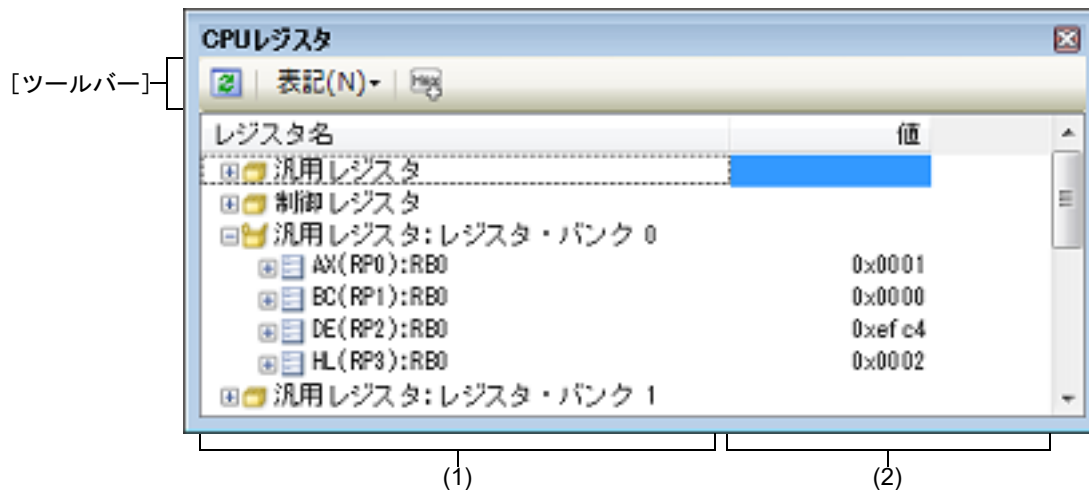 CPUレジスタ
[ツールバー]
表記(N)
Hex
レジスタ名 値
汎用レジスタ
制御レジスタ
汎用レジスタ:レジスタ・バンク 0
AX(RP0):RB0 0x0001
BC(RP1):RB0 0x0000
DE(RP2):RB0 0xefc4
HL(RP3):RB0 0x0002
汎用レジスタ:レジスタ・バンク 1
(1) (2)